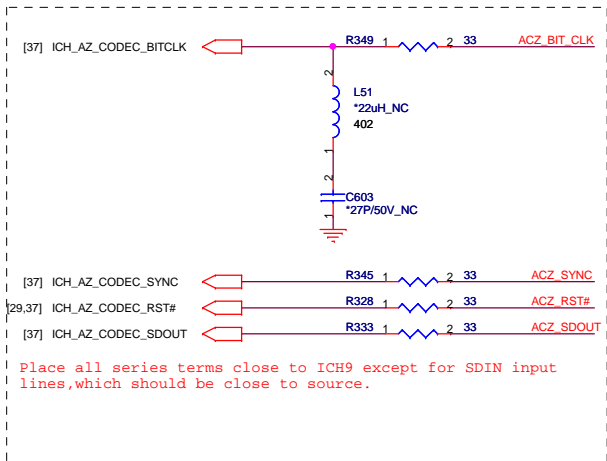 [37] ICH_AZ_CODEC_BITCLK R349 1 2 33 ACZ_BIT_CLK
2
L51
*22uH_NC
402
1
2
C603
*27P/50V_NC
1
[37] ICH_AZ_CODEC_SYNC R345 1 2 33 ACZ_SYNC
[29,37] ICH_AZ_CODEC_RST# R328 1 2 33 ACZ_RST#
[37] ICH_AZ_CODEC_SDOUT R333 1 2 33 ACZ_SDOUT
Place all series terms close to ICH9 except for SDIN input
lines,which should be close to source.